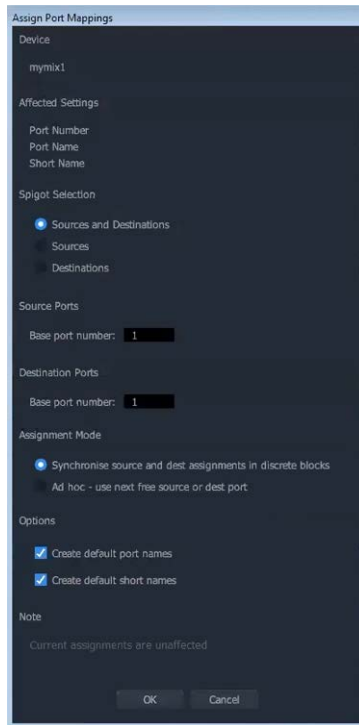 Assign Port Mappings
Device
mymix1
Affected Settings
Port Number
Port Name
Short Name
Spigot Selection
Sources and Destinations
Sources
Destinations
Source Ports
Base port number: 1
Destination Ports
Base port number: 1
Assignment Mode
Synchronise source and dest assignments in discrete blocks
Ad hoc - use next free source or dest port
Options
Create default port names
Create default short names
Note
Current assignments are unaffected
OK Cancel